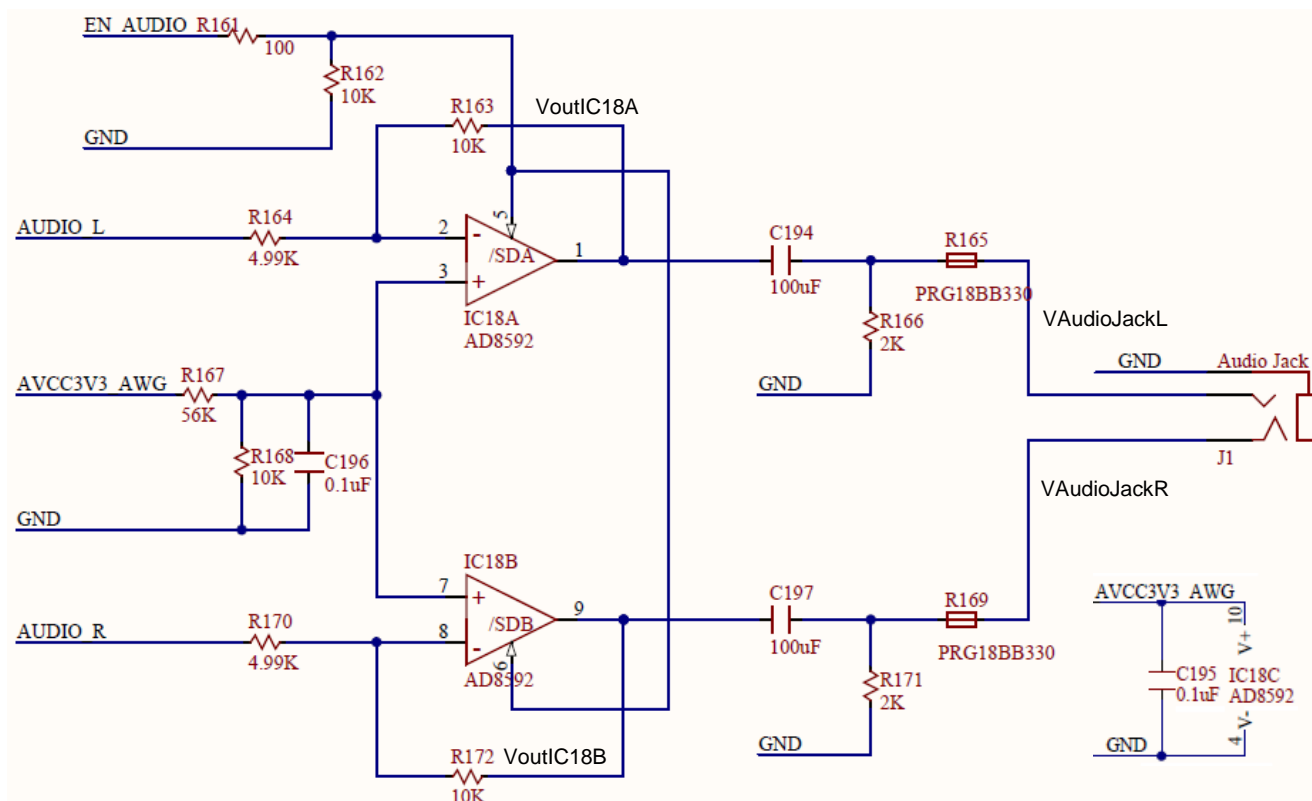 EN_AUDIO R161
100
R162
10K
GND
R163
10K
VoutIC18A
AUDIO_L
R164
4.99K
2
3
-
+
5
/SDA
1
IC18A
AD8592
C194
100uF
R165
PRG18BB330
R166
2K
GND
VAudioJackL
GND
Audio Jack
J1
AVCC3V3_AWG
R167
56K
R168
10K
C196
0.1uF
GND
IC18B
7
8
+
-
/SDB
6
9
AD8592
AUDIO_R
R170
4.99K
R172
10K
VoutIC18B
C197
100uF
R169
PRG18BB330
R171
2K
GND
VAudioJackR
AVCC3V3_AWG
10
V+
C195
0.1uF
IC18C
AD8592
V-
4
GND